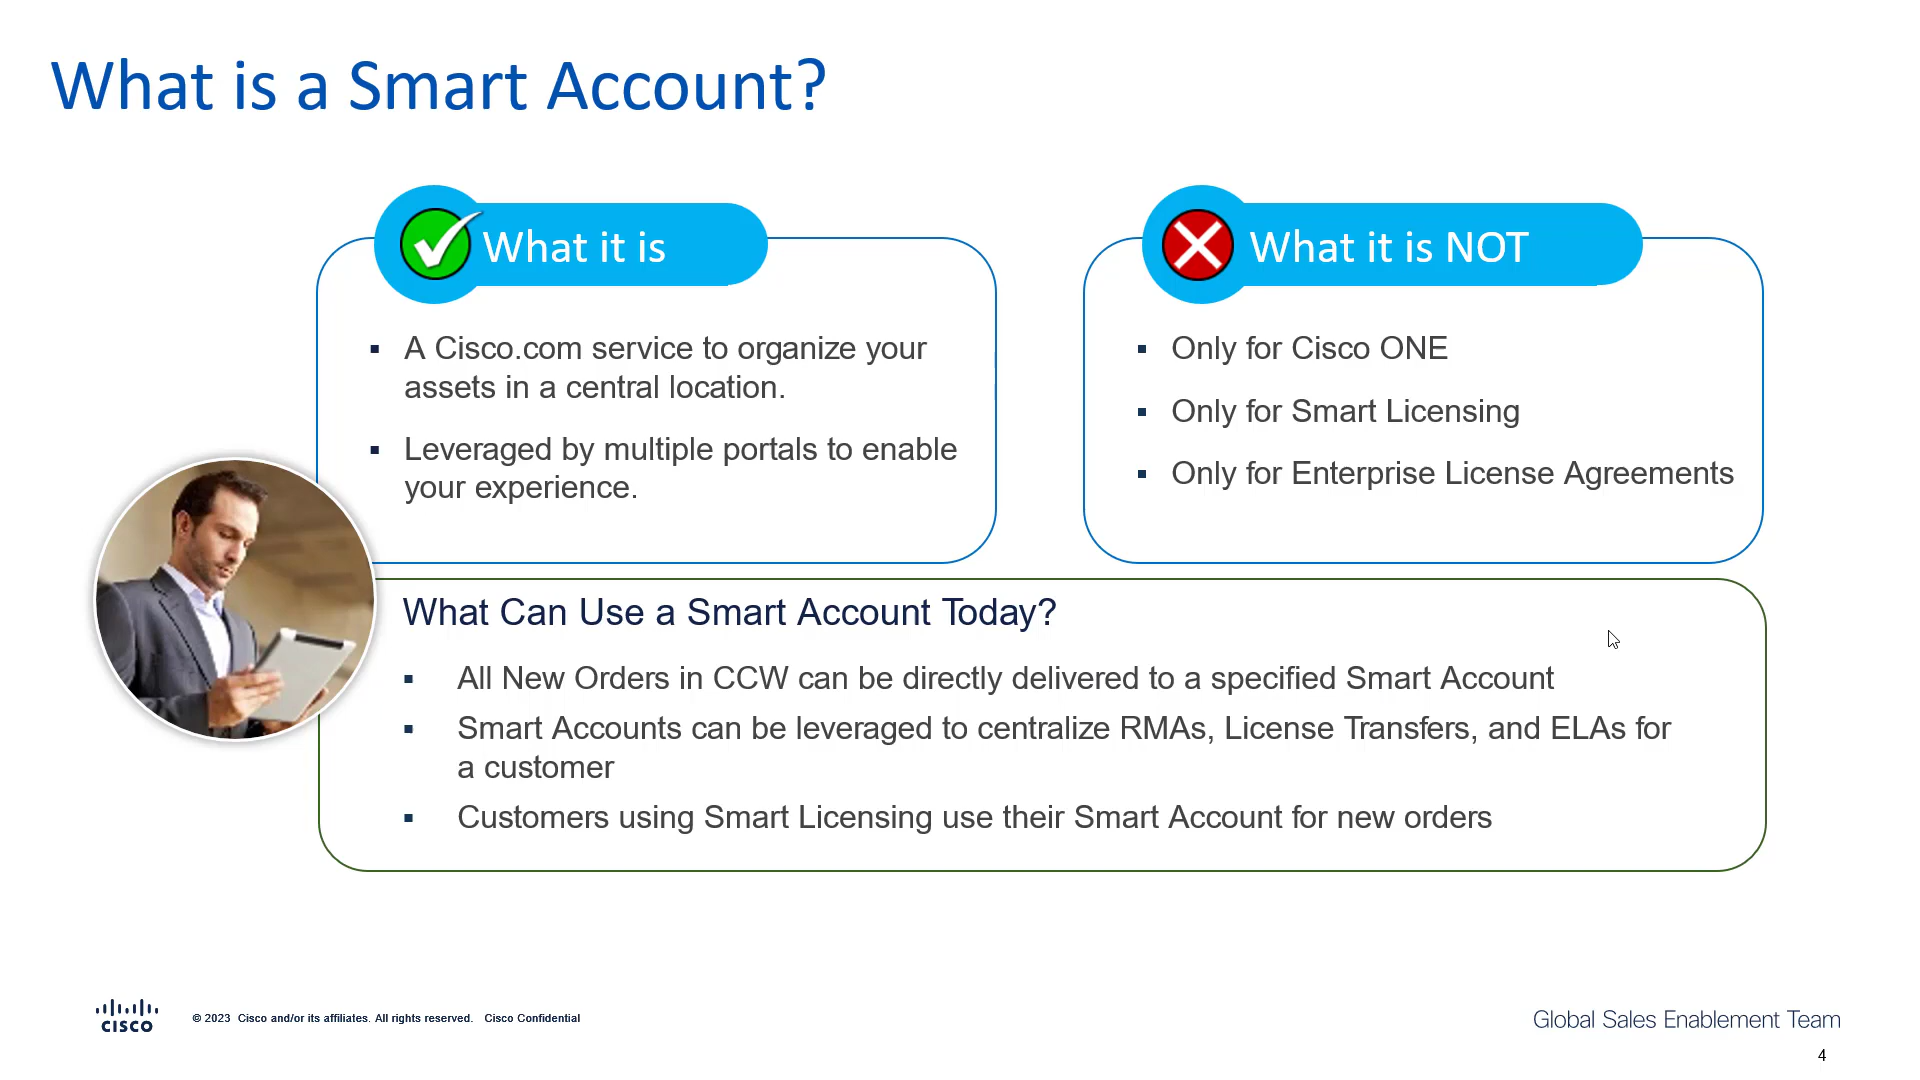 What is a Smart Account?
What it is
▪ A Cisco.com service to organize your
assets in a central location.
▪ Leveraged by multiple portals to enable
your experience.
What it is NOT
▪ Only for Cisco ONE
▪ Only for Smart Licensing
▪ Only for Enterprise License Agreements
What Can Use a Smart Account Today?
▪ All New Orders in CCW can be directly delivered to a specified Smart Account
▪ Smart Accounts can be leveraged to centralize RMAs, License Transfers, and ELAs for
a customer
▪ Customers using Smart Licensing use their Smart Account for new orders
CISCO
© 2023 Cisco and/or its affiliates. All rights reserved. Cisco Confidential
Global Sales Enablement Team
4